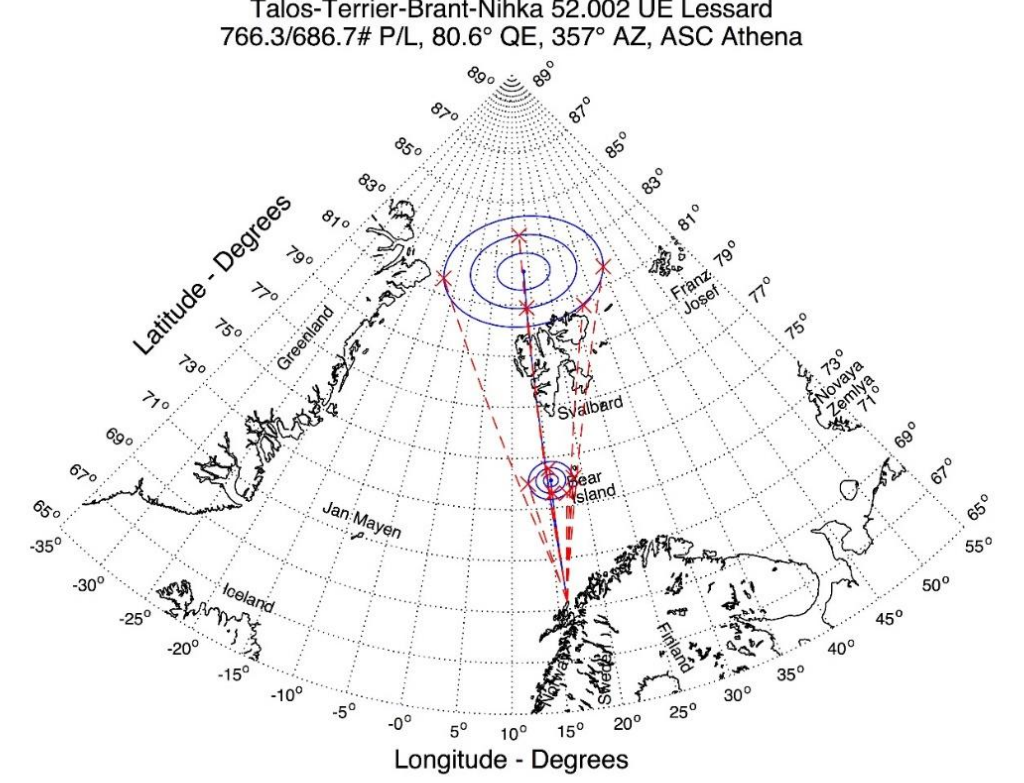 Talos-Terrier-Brant-Nihka 52.002 UE Lessard
766.3/686.7# P/L, 80.6° QE, 357° AZ, ASC Athena
89° 89°
87° 87°
85° 85°
83° 83°
81° 81°
79° 79°
77° 77°
75° 75°
73° 73°
71° 71°
69° 69°
67° 67°
65° 65°
Latitude - Degrees
Greenland
Franz
Josef
Novaya
Zemlya
Svalbard
Bear
Island
Jan Mayen
Iceland
Norway
Sweden
Finland
-35°
-30°
-25°
-20°
-15°
-10°
-5°
-0°
5°
10°
15°
20°
25°
30°
35°
40°
45°
50°
55°
Longitude - Degrees